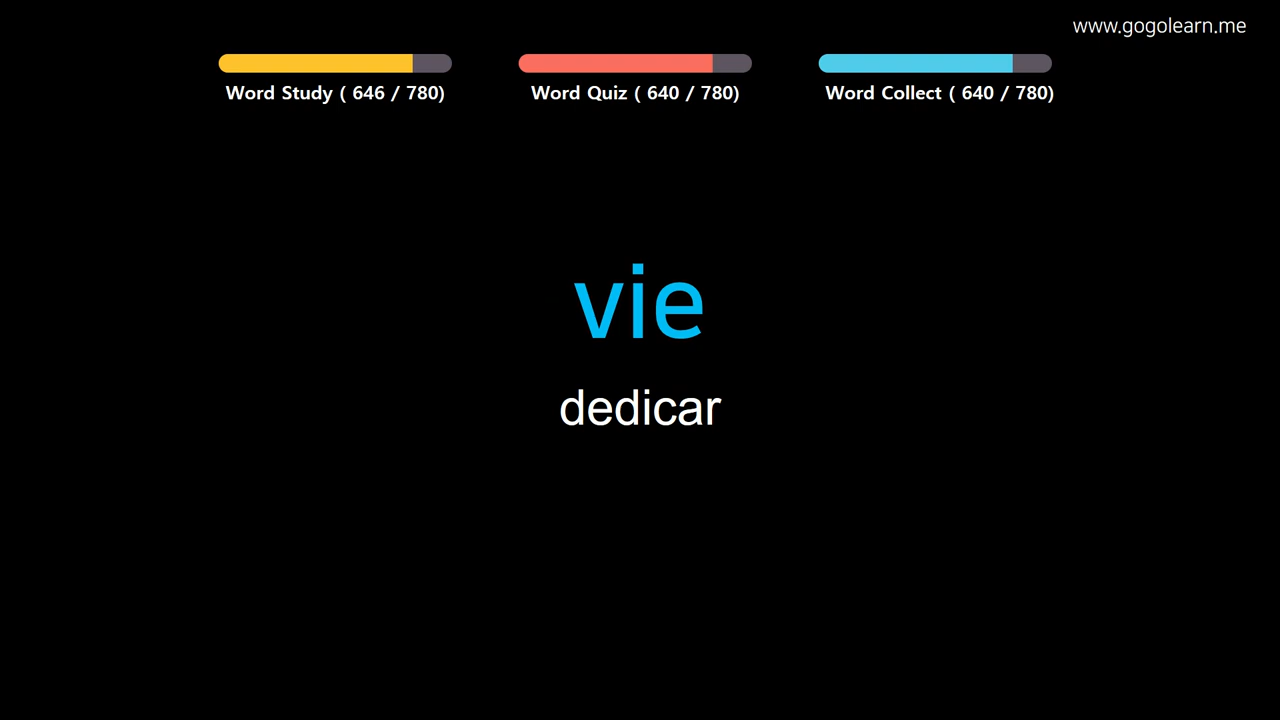 www.gogolearn.me
Word Study ( 646 / 780)
Word Quiz ( 640 / 780)
Word Collect ( 640 / 780)
vie
dedicar